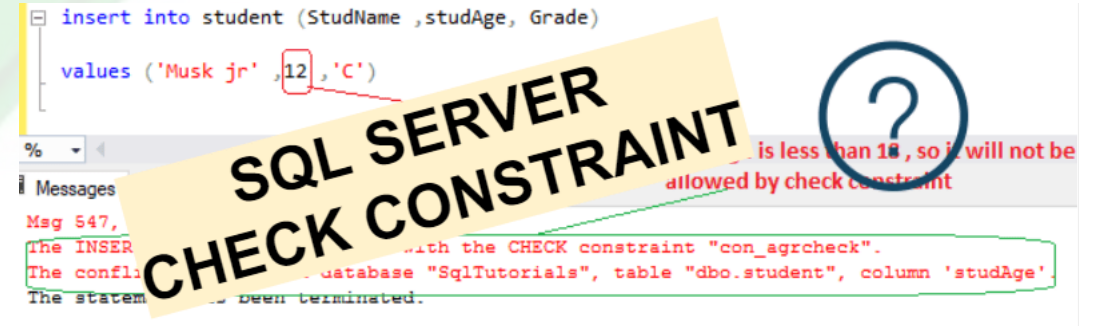 insert into student (StudName ,studAge, Grade)
values ('Musk jr' ,12 ,'C')
SQL SERVER
CHECK CONSTRAINT
?
is less than 18 , so it will not be
allowed by check constraint
%
Messages
Msg 547,
The INSER with the CHECK constraint "con_agrcheck".
The confli database "SqlTutorials", table "dbo.student", column 'studAge'.
The statem been terminated.